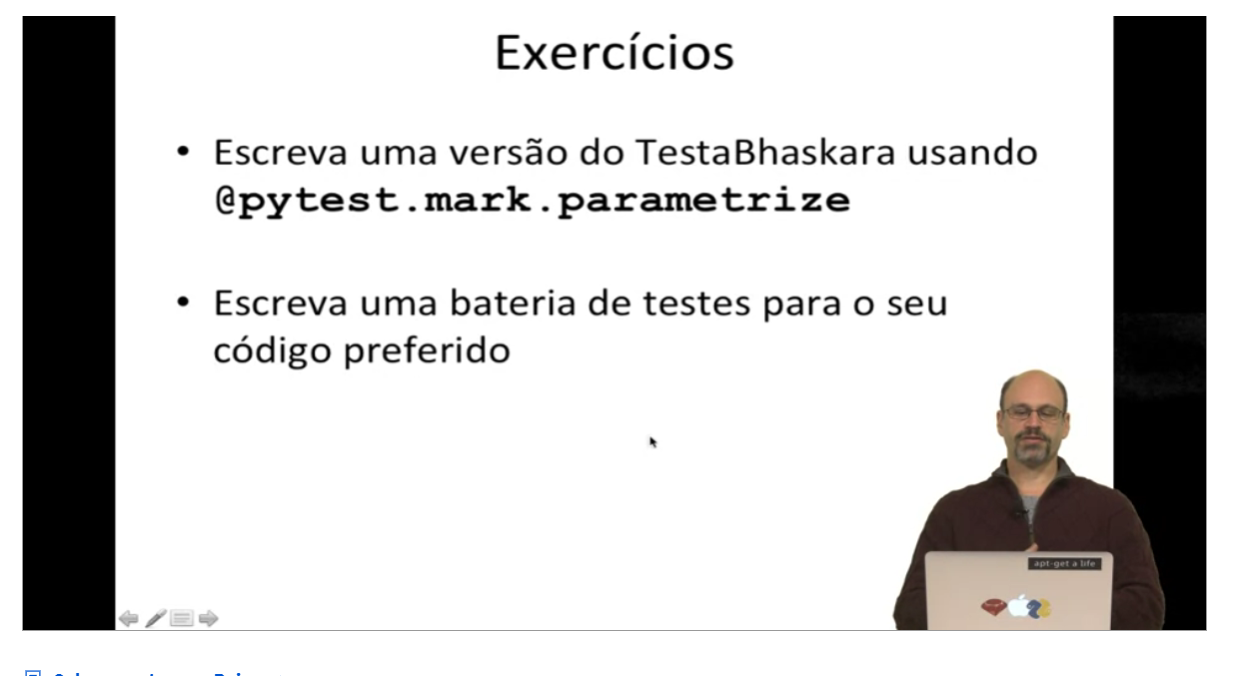 Exercícios
• Escreva uma versão do TestaBhaskara usando
@pytest.mark.parametrize
• Escreva uma bateria de testes para o seu
código preferido
apt-get a life